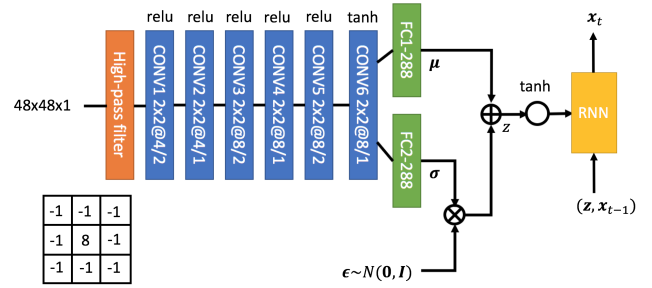 relu relu relu relu relu tanh
48x48x1
High-pass filter
CONV1 2x2@4/2
CONV2 2x2@4/1
CONV3 2x2@8/2
CONV4 2x2@8/1
CONV5 2x2@8/2
CONV6 2x2@8/1
FC1-288
FC2-288
μ
σ
z
tanh
RNN
x_t
(z, x_{t−1})
ϵ~N(0, I)
-1 -1 -1
-1 8 -1
-1 -1 -1